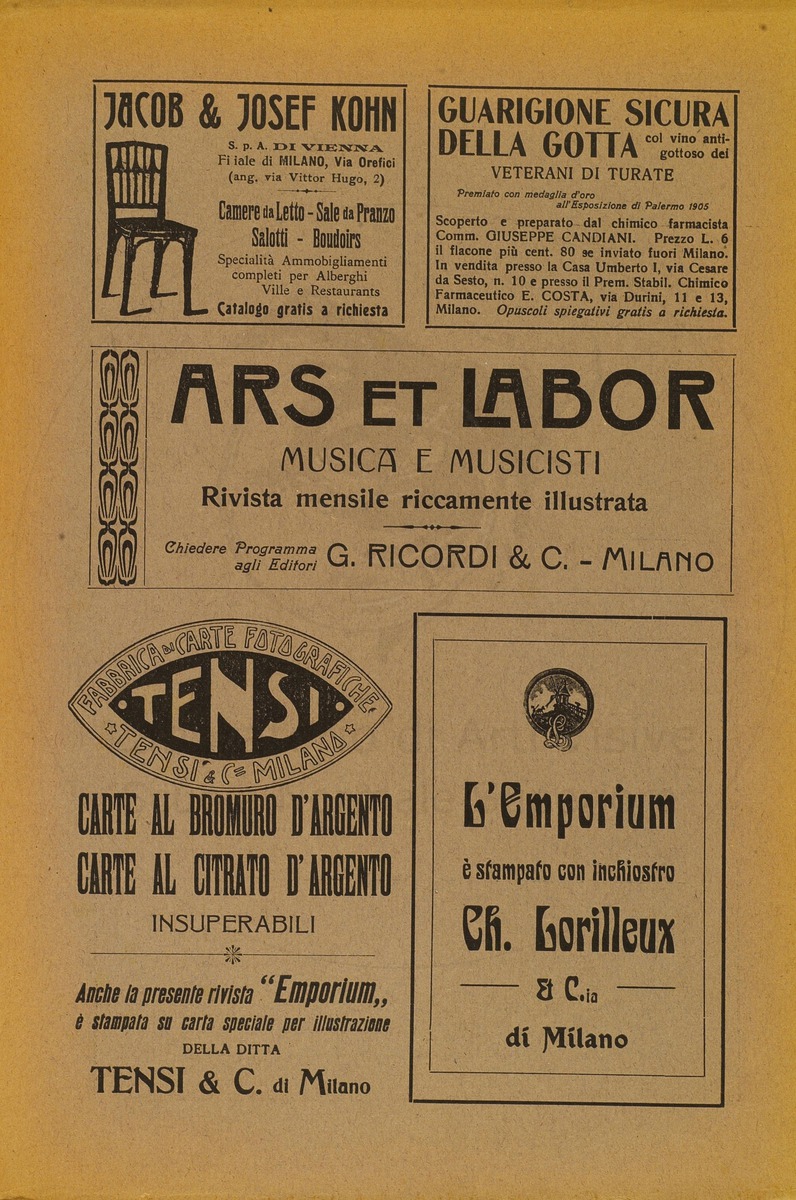 JACOB & JOSEF KOHN
S. p. A. DI VIENNA
Filiale di MILANO, Via Orefici
(ang. via Vittor Hugo, 2)
Camere da Letto - Sale da Pranzo
Salotti - Boudoirs
Specialità Ammobigliamenti
completi per Alberghi
Ville e Restaurants
Catalogo gratis a richiesta
GUARIGIONE SICURA
DELLA GOTTA col vino anti-
gottoso dei
VETERANI DI TURATE
Premiato con medaglia d'oro
all'Esposizione di Palermo 1905
Scoperto e preparato dal chimico farmacista
Comm. GIUSEPPE CANDIANI. Prezzo L. 6
il flacone più cent. 80 se inviato fuori Milano.
In vendita presso la Casa Umberto I, via Cesare
da Sesto, n. 10 e presso il Prem. Stabil. Chimico
Farmaceutico E. COSTA, via Durini, 11 e 13,
Milano. Opuscoli spiegativi gratis a richiesta.
ARS ET LABOR
MUSICA E MUSICISTI
Rivista mensile riccamente illustrata
Chiedere Programma
agli Editori G. RICORDI & C. - MILANO
FABBRICA DI CARTE FOTOGRAFICHE
TENSI
TENSI & C= MILANO
CARTE AL BROMURO D'ARGENTO
CARTE AL CITRATO D'ARGENTO
INSUPERABILI
Anche la presente rivista "Emporium„
è stampata su carta speciale per illustrazione
DELLA DITTA
TENSI & C. di Milano
L'Emporium
è stampato con inchiostro
Ch. Lorilleux
& C.ia
di Milano